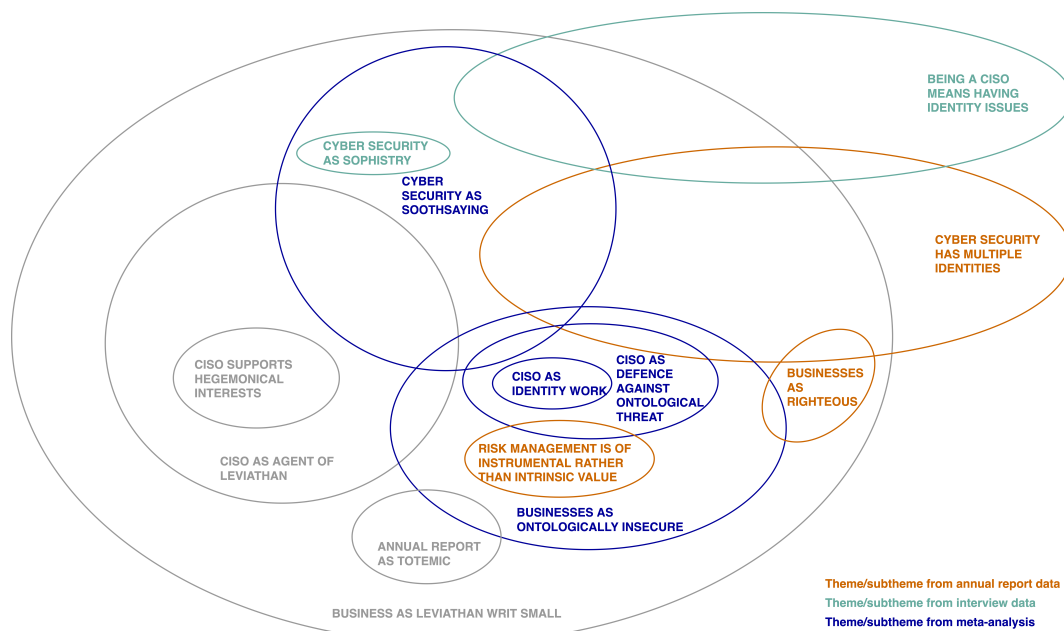 BEING A CISO
MEANS HAVING
IDENTITY ISSUES
CYBER SECURITY
AS SOPHISTRY
CYBER
SECURITY AS
SOOTHSAYING
CYBER SECURITY
HAS MULTIPLE
IDENTITIES
CISO SUPPORTS
HEGEMONICAL
INTERESTS
CISO AS
IDENTITY WORK
CISO AS
DEFENCE
AGAINST
ONTOLOGICAL
THREAT
BUSINESSES
AS
RIGHTEOUS
RISK MANAGEMENT IS OF
INSTRUMENTAL RATHER
THAN INTRINSIC VALUE
CISO AS AGENT OF
LEVIATHAN
BUSINESSES AS
ONTOLOGICALLY INSECURE
ANNUAL REPORT
AS TOTEMIC
BUSINESS AS LEVIATHAN WRIT SMALL
Theme/subtheme from annual report data
Theme/subtheme from interview data
Theme/subtheme from meta-analysis